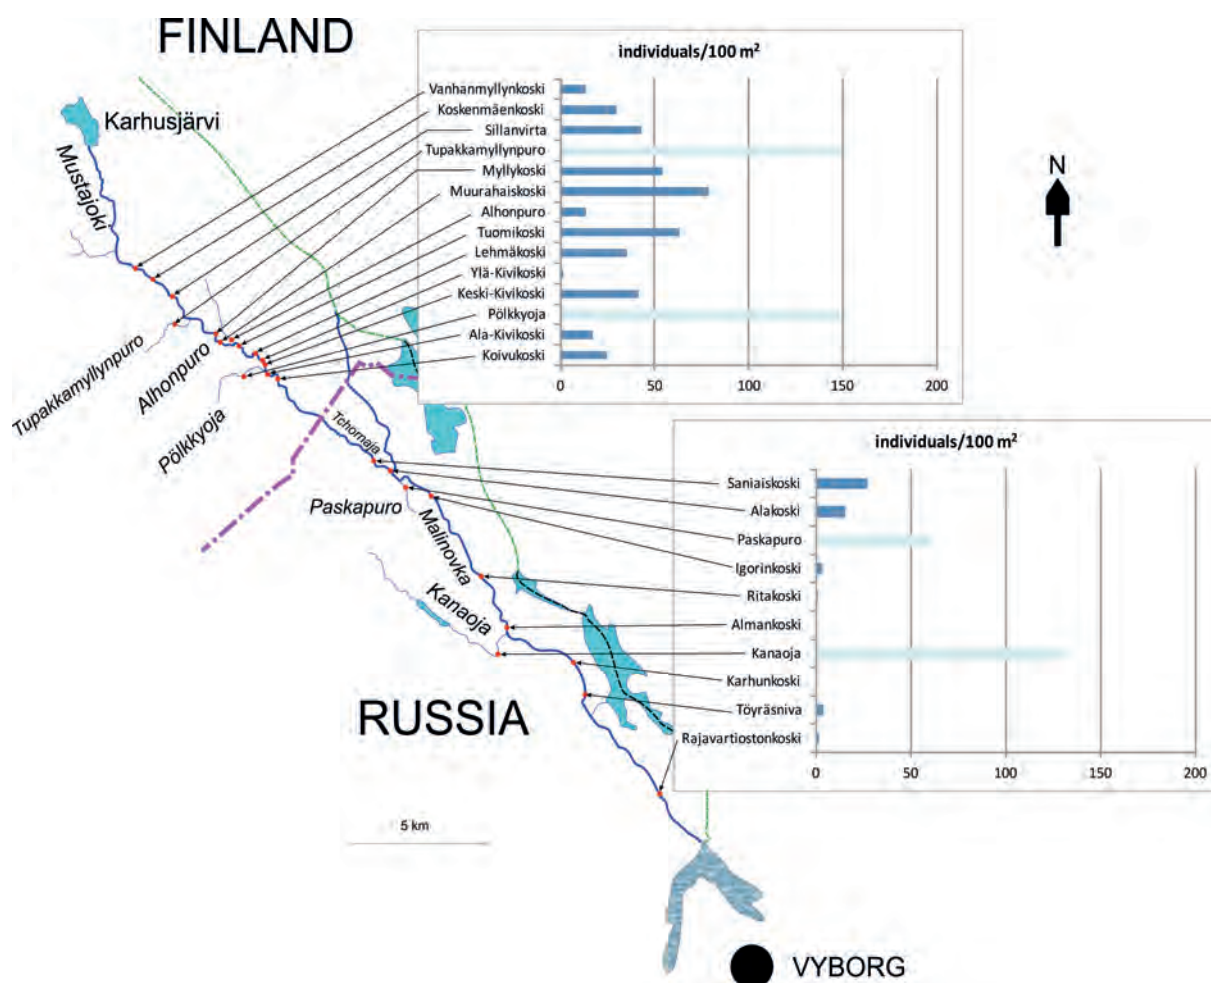 FINLAND
Karhusjärvi
Mustajoki
Tupakkamyllynpuro
Alhonpuro
Pölkkyoja
Tchornaja
Paskapuro
Malinovka
Kanaoja
RUSSIA
5 km
VYBORG
N
individuals/100 m²
Vanhanmyllynkoski
Koskenmäenkoski
Sillanvirta
Tupakkamyllynpuro
Myllykoski
Muurahaiskoski
Alhonpuro
Tuomikoski
Lehmäkoski
Ylä-Kivikoski
Keski-Kivikoski
Pölkkyoja
Ala-Kivikoski
Koivukoski
0 50 100 150 200
individuals/100 m²
Saniaiskoski
Alakoski
Paskapuro
Igorinkoski
Ritakoski
Almankoski
Kanaoja
Karhunkoski
Töyräsniva
Rajavartiostonkoski
0 50 100 150 200